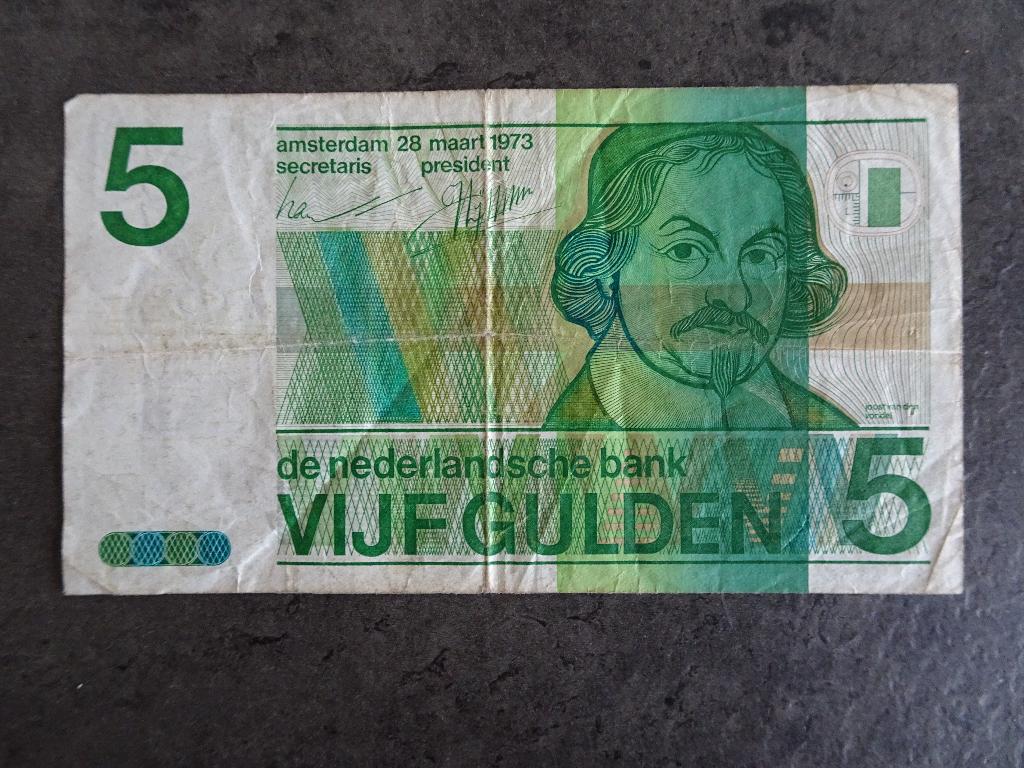 5
amsterdam 28 maart 1973
secretaris president
joost van den
vondel
de nederlandsche bank
VIJF GULDEN 5